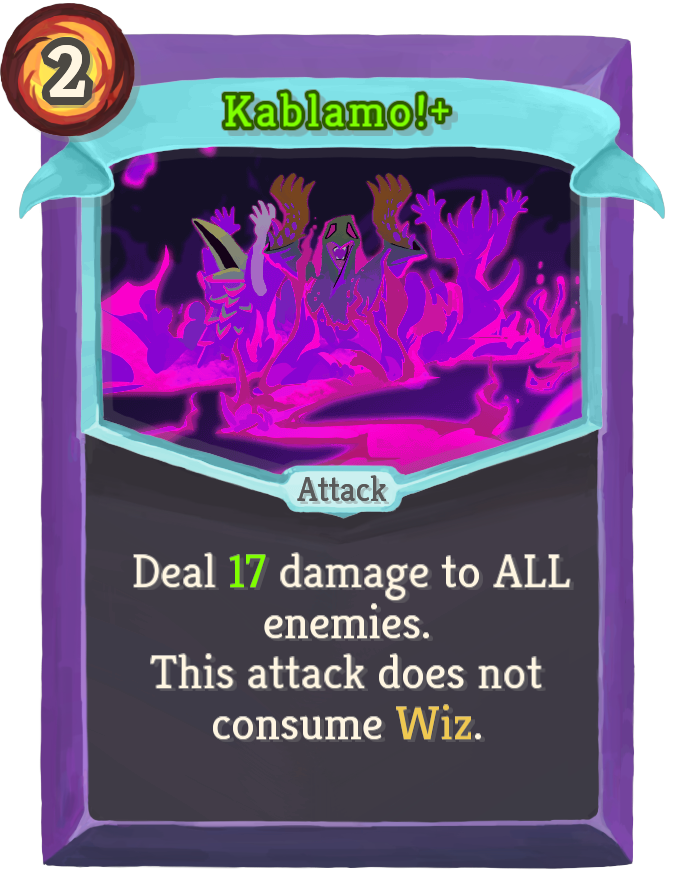 2
Kablamo!+
Attack
Deal 17 damage to ALL
enemies.
This attack does not
consume Wiz.